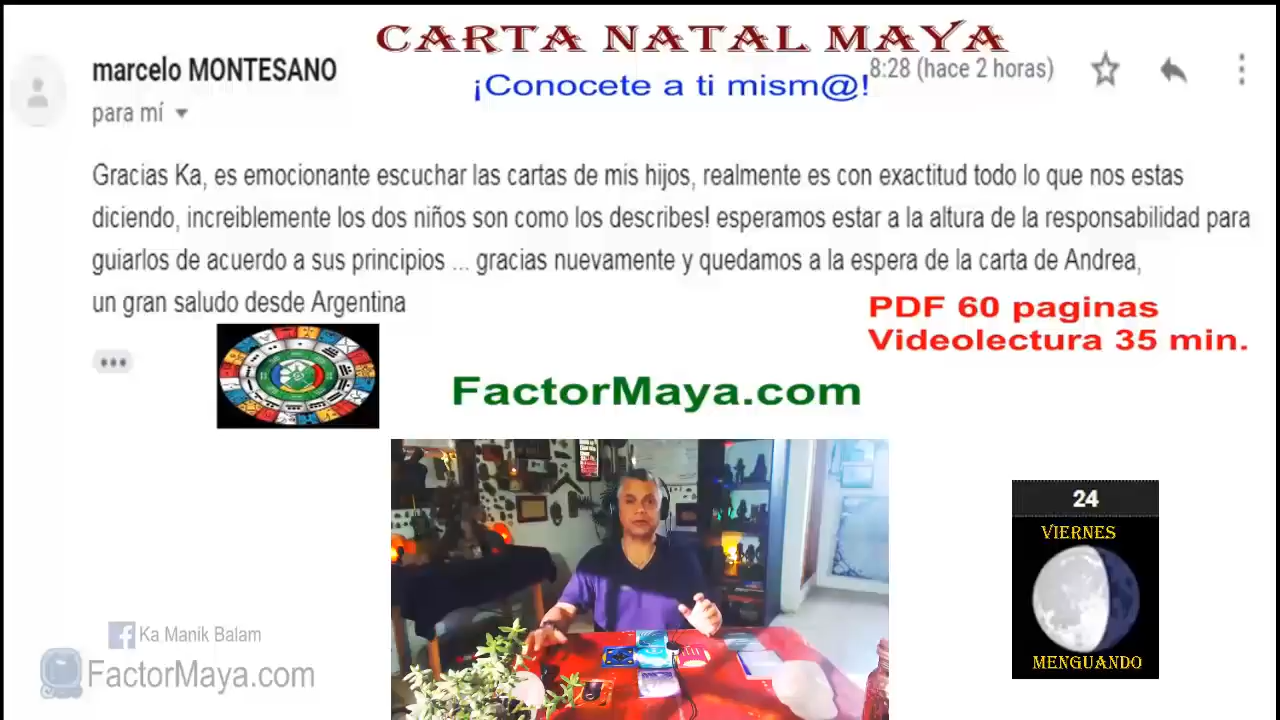 CARTA NATAL MAYA
marcelo MONTESANO
8:28 (hace 2 horas)
¡Conocete a ti mism@!
para mí
Gracias Ka, es emocionante escuchar las cartas de mis hijos, realmente es con exactitud todo lo que nos estas
diciendo, increiblemente los dos niños son como los describes! esperamos estar a la altura de la responsabilidad para
guiarlos de acuerdo a sus principios ... gracias nuevamente y quedamos a la espera de la carta de Andrea,
un gran saludo desde Argentina
PDF 60 paginas
Videolectura 35 min.
FactorMaya.com
24
VIERNES
MENGUANDO
Ka Manik Balam
FactorMaya.com